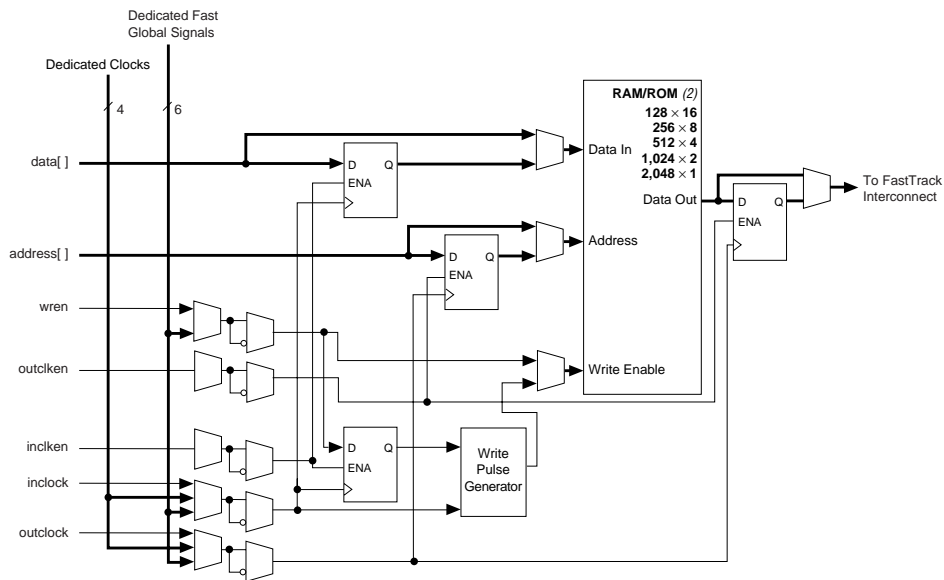 Dedicated Fast
Global Signals
Dedicated Clocks
4
6
RAM/ROM (2)
128 × 16
256 × 8
512 × 4
1,024 × 2
2,048 × 1
data[ ]
D
Q
ENA
Data In
Data Out
D
Q
ENA
To FastTrack
Interconnect
address[ ]
D
Q
ENA
Address
wren
outclken
Write Enable
inclken
D
Q
ENA
Write
Pulse
Generator
inclock
outclock